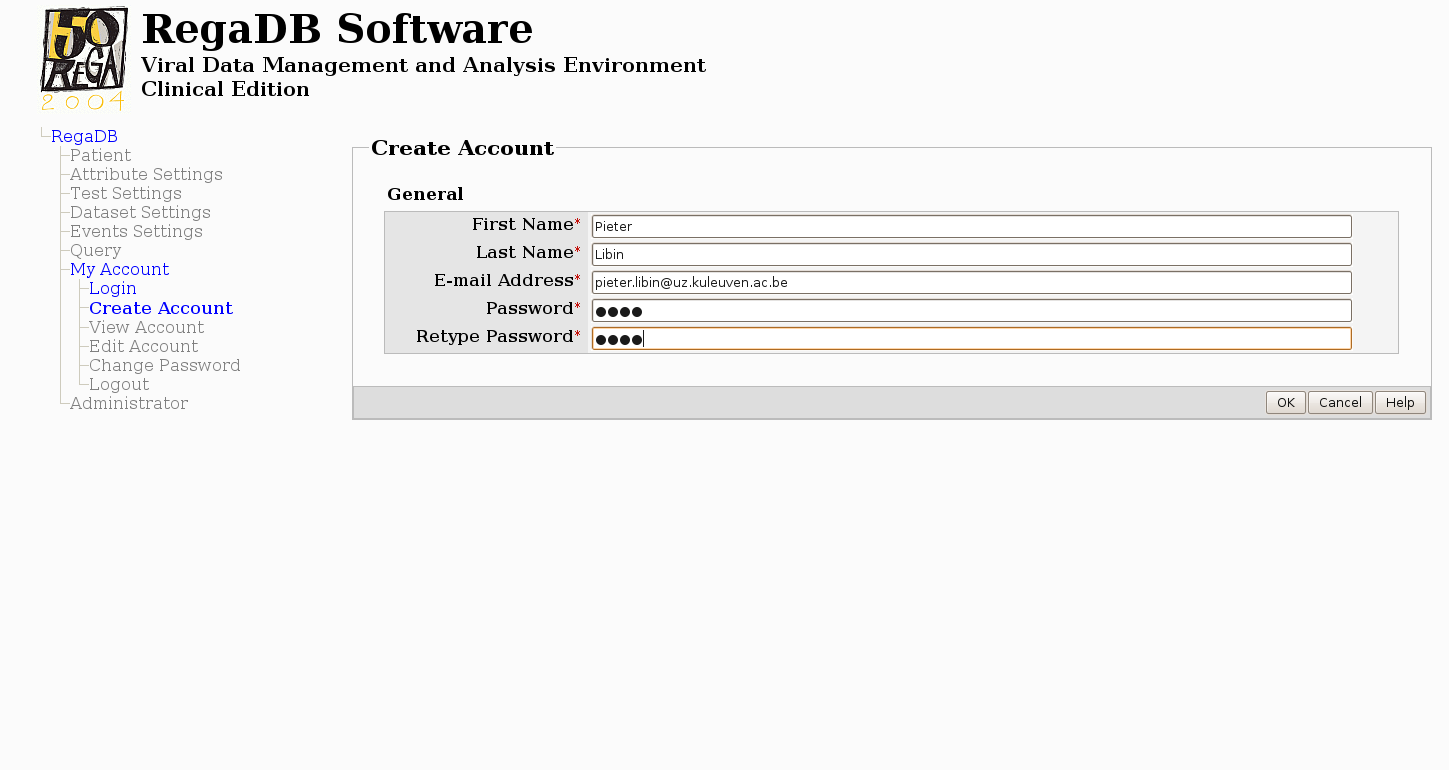 50
REGA
2004
RegaDB Software
Viral Data Management and Analysis Environment
Clinical Edition
RegaDB
Patient
Attribute Settings
Test Settings
Dataset Settings
Events Settings
Query
My Account
Login
Create Account
View Account
Edit Account
Change Password
Logout
Administrator
Create Account
General
First Name* Pieter
Last Name* Libin
E-mail Address* pieter.libin@uz.kuleuven.ac.be
Password* ●●●●
Retype Password* ●●●●
OK Cancel Help